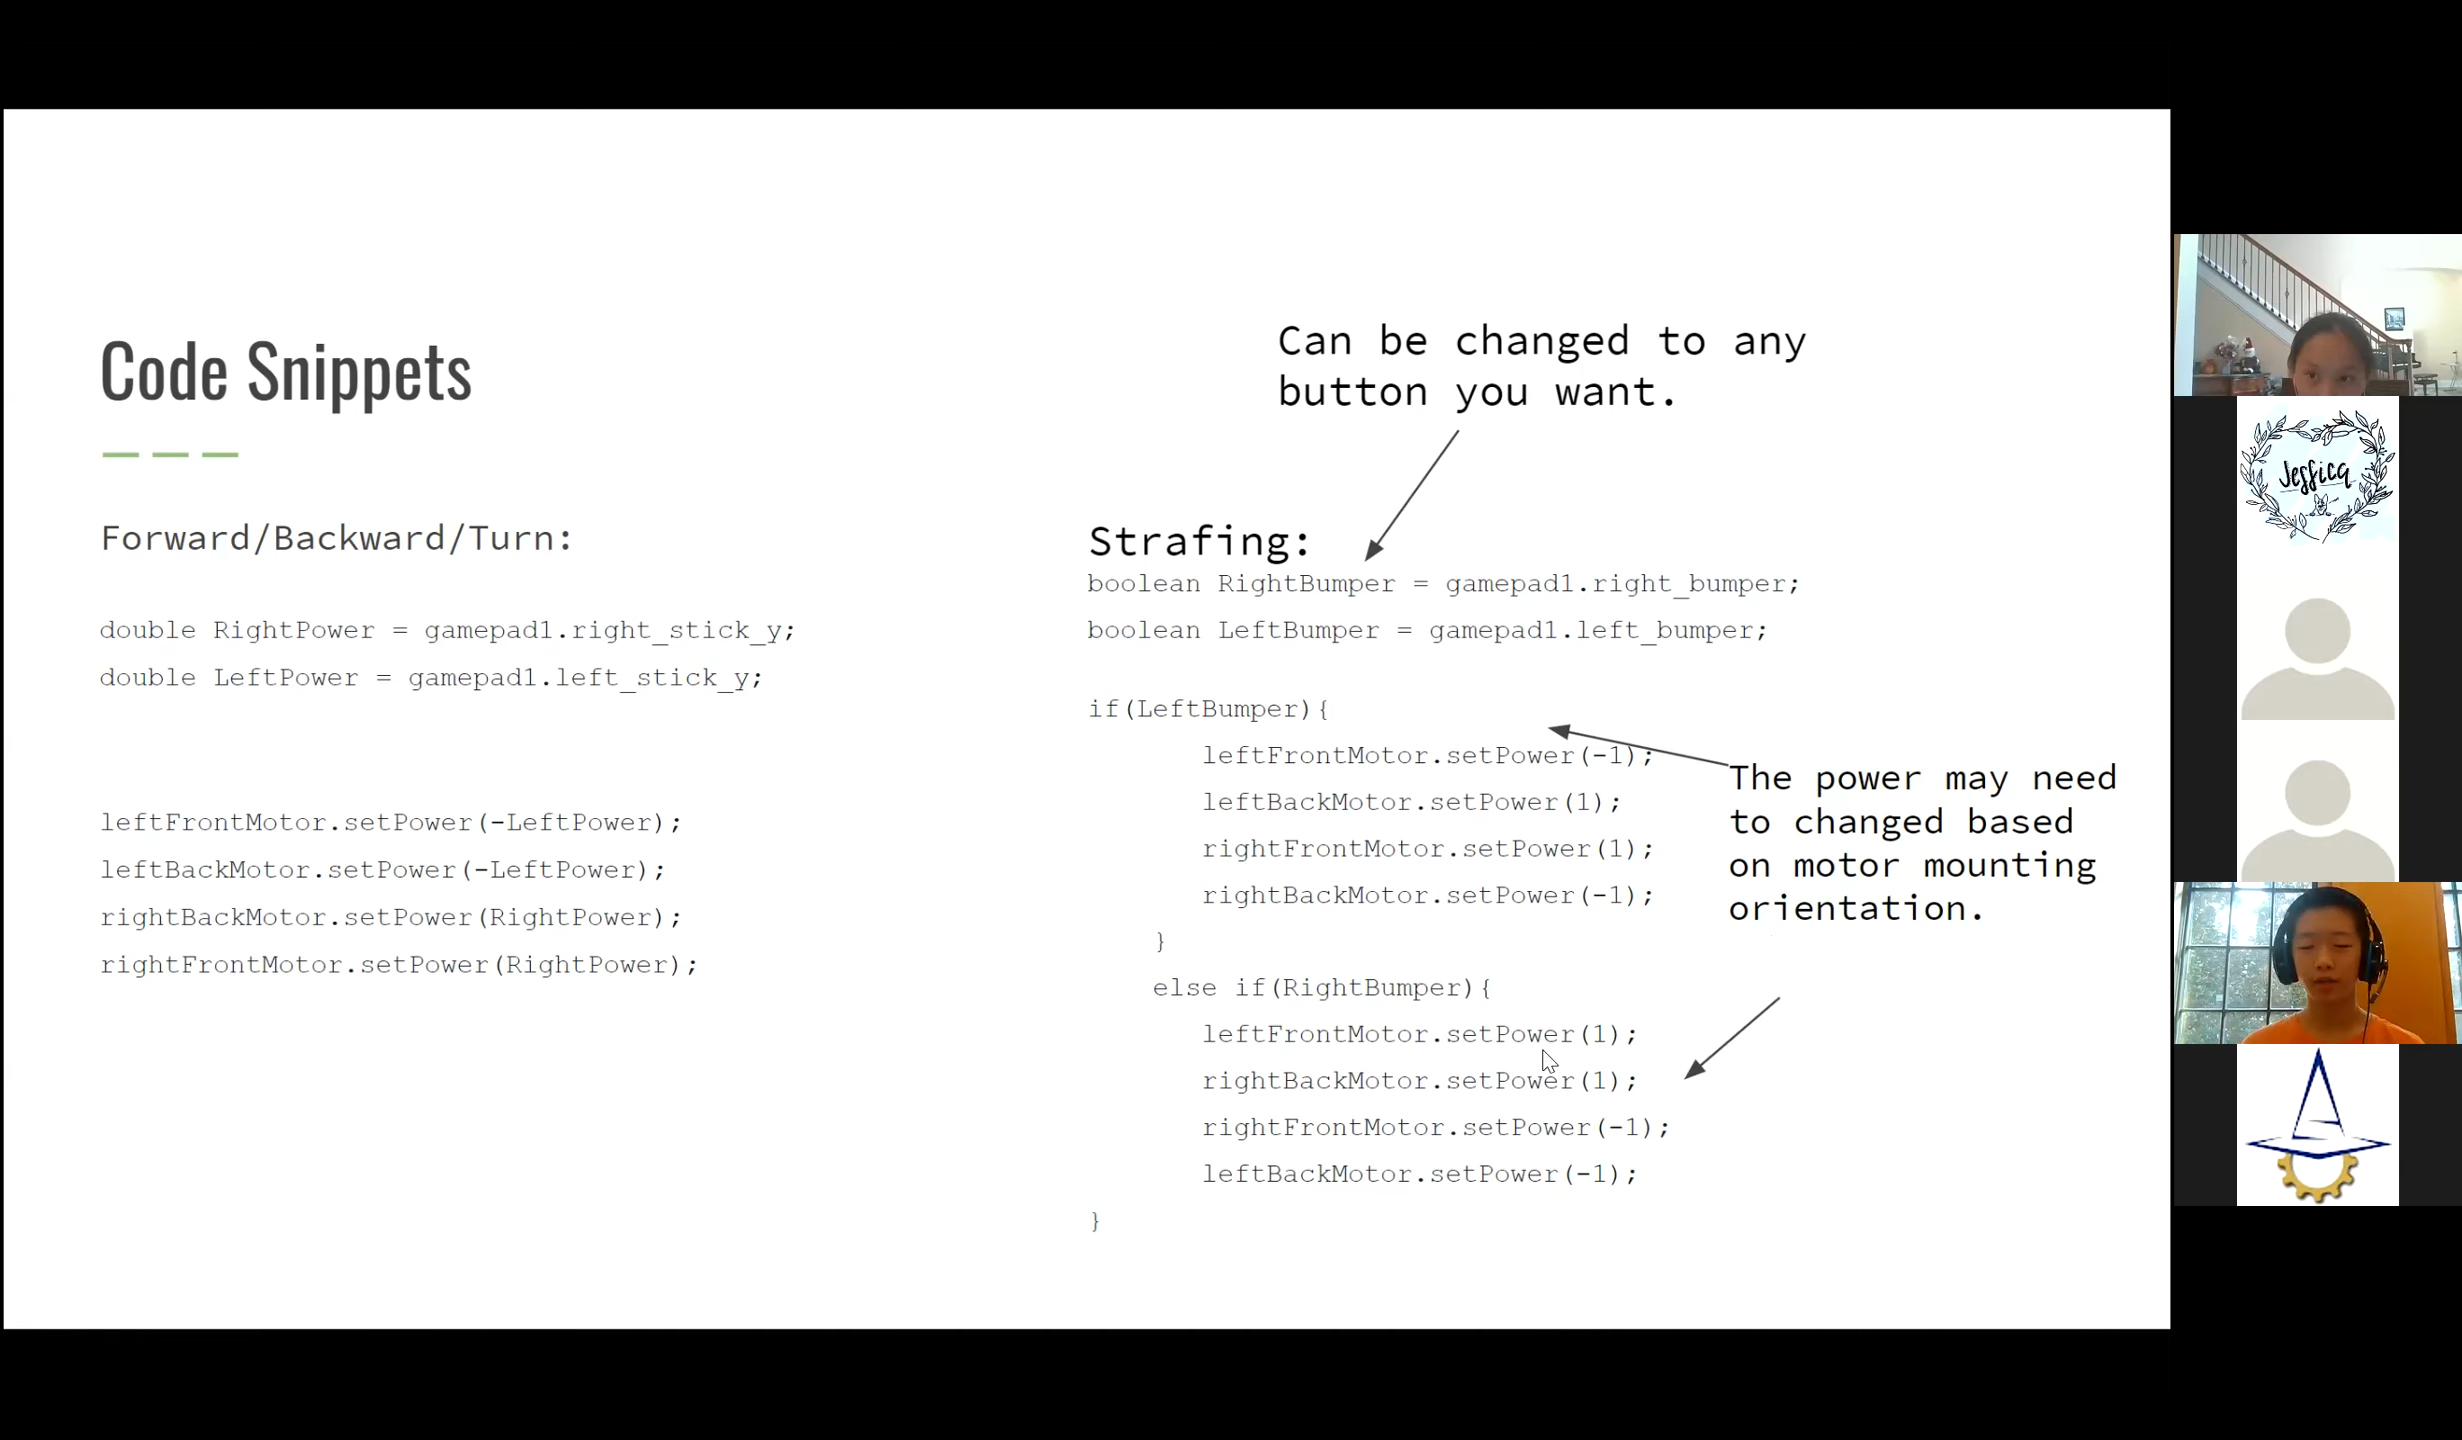 Code Snippets
Forward/Backward/Turn:
double RightPower = gamepad1.right_stick_y;
double LeftPower = gamepad1.left_stick_y;
leftFrontMotor.setPower(-LeftPower);
leftBackMotor.setPower(-LeftPower);
rightBackMotor.setPower(RightPower);
rightFrontMotor.setPower(RightPower);
Can be changed to any
button you want.
Strafing:
boolean RightBumper = gamepad1.right_bumper;
boolean LeftBumper = gamepad1.left_bumper;
if(LeftBumper){
leftFrontMotor.setPower(-1);
leftBackMotor.setPower(1);
rightFrontMotor.setPower(1);
rightBackMotor.setPower(-1);
}
else if(RightBumper){
leftFrontMotor.setPower(1);
rightBackMotor.setPower(1);
rightFrontMotor.setPower(-1);
leftBackMotor.setPower(-1);
}
The power may need
to changed based
on motor mounting
orientation.
Jessica